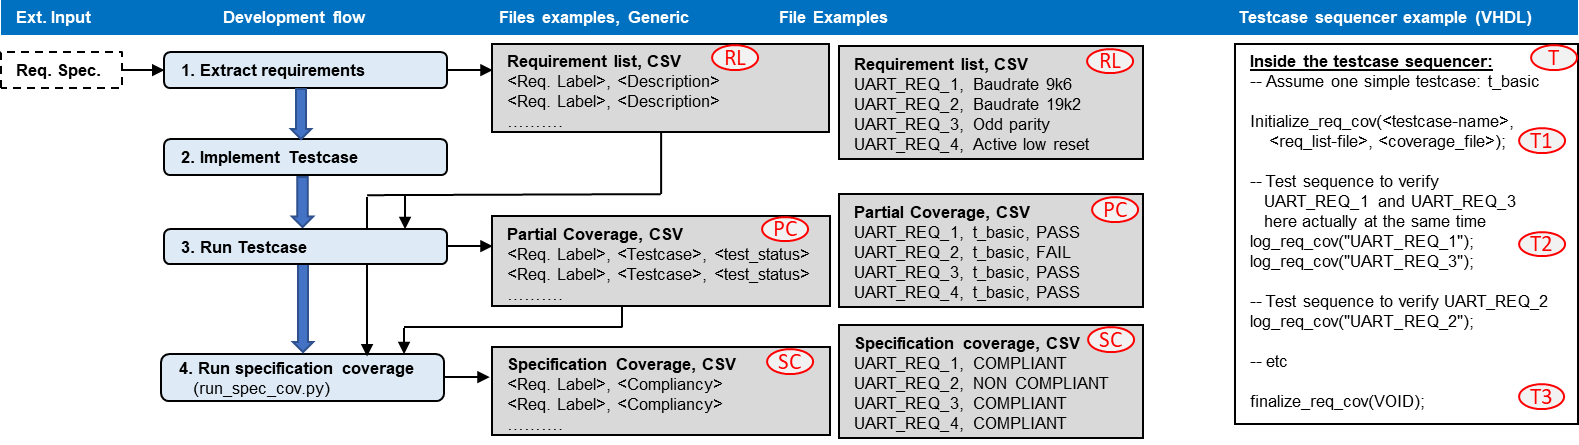 Ext. Input
Development flow
Files examples, Generic
File Examples
Testcase sequencer example (VHDL)
Req. Spec.
1. Extract requirements
2. Implement Testcase
3. Run Testcase
4. Run specification coverage
(run_spec_cov.py)
Requirement list, CSV
RL
<Req. Label>, <Description>
<Req. Label>, <Description>
..........
Partial Coverage, CSV
PC
<Req. Label>, <Testcase>, <test_status>
<Req. Label>, <Testcase>, <test_status>
..........
Specification Coverage, CSV
SC
<Req. Label>, <Compliancy>
<Req. Label>, <Compliancy>
..........
Requirement list, CSV
RL
UART_REQ_1, Baudrate 9k6
UART_REQ_2, Baudrate 19k2
UART_REQ_3, Odd parity
UART_REQ_4, Active low reset
Partial Coverage, CSV
PC
UART_REQ_1, t_basic, PASS
UART_REQ_2, t_basic, FAIL
UART_REQ_3, t_basic, PASS
UART_REQ_4, t_basic, PASS
Specification coverage, CSV
SC
UART_REQ_1, COMPLIANT
UART_REQ_2, NON COMPLIANT
UART_REQ_3, COMPLIANT
UART_REQ_4, COMPLIANT
Inside the testcase sequencer:
T
-- Assume one simple testcase: t_basic
Initialize_req_cov(<testcase-name>,
<req_list-file>, <coverage_file>);
T1
-- Test sequence to verify
UART_REQ_1 and UART_REQ_3
here actually at the same time
log_req_cov("UART_REQ_1");
T2
log_req_cov("UART_REQ_3");
-- Test sequence to verify UART_REQ_2
log_req_cov("UART_REQ_2");
-- etc
finalize_req_cov(VOID);
T3